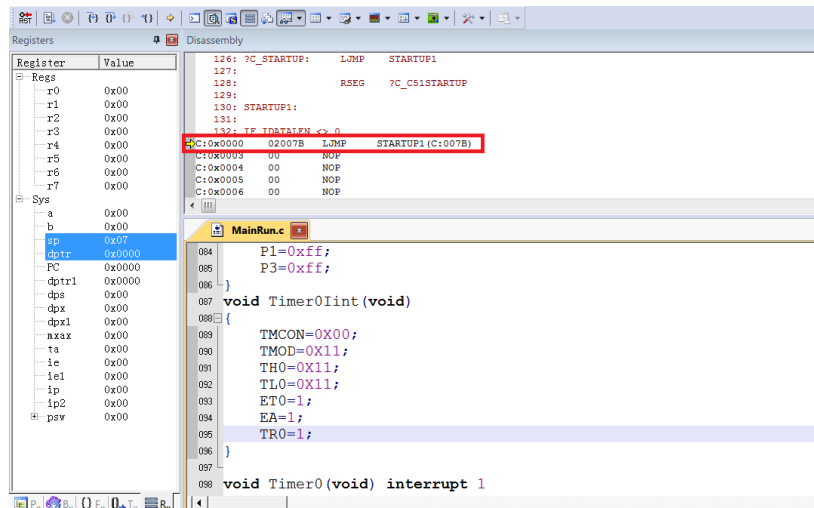 RST
Registers
Register Value
Regs
r0 0x00
r1 0x00
r2 0x00
r3 0x00
r4 0x00
r5 0x00
r6 0x00
r7 0x00
Sys
a 0x00
b 0x00
sp 0x07
dptr 0x0000
PC 0x0000
dptr1 0x0000
dps 0x00
dpx 0x00
dpx1 0x00
mxax 0x00
ta 0x00
ie 0x00
ie1 0x00
ip 0x00
ip2 0x00
psw 0x00
P... B... {} F... T... R...
Disassembly
126: ?C_STARTUP: LJMP STARTUP1
127:
128: RSEG ?C_C51STARTUP
129:
130: STARTUP1:
131:
132: IF IDATALEN <> 0
C:0x0000 02007B LJMP STARTUP1(C:007B)
C:0x0003 00 NOP
C:0x0004 00 NOP
C:0x0005 00 NOP
C:0x0006 00 NOP
MainRun.c
084 P1=0xff;
085 P3=0xff;
086 }
087 void Timer0Iint(void)
088 {
089 TMCON=0X00;
090 TMOD=0X11;
091 TH0=0X11;
092 TL0=0X11;
093 ET0=1;
094 EA=1;
095 TR0=1;
096 }
097
098 void Timer0(void) interrupt 1